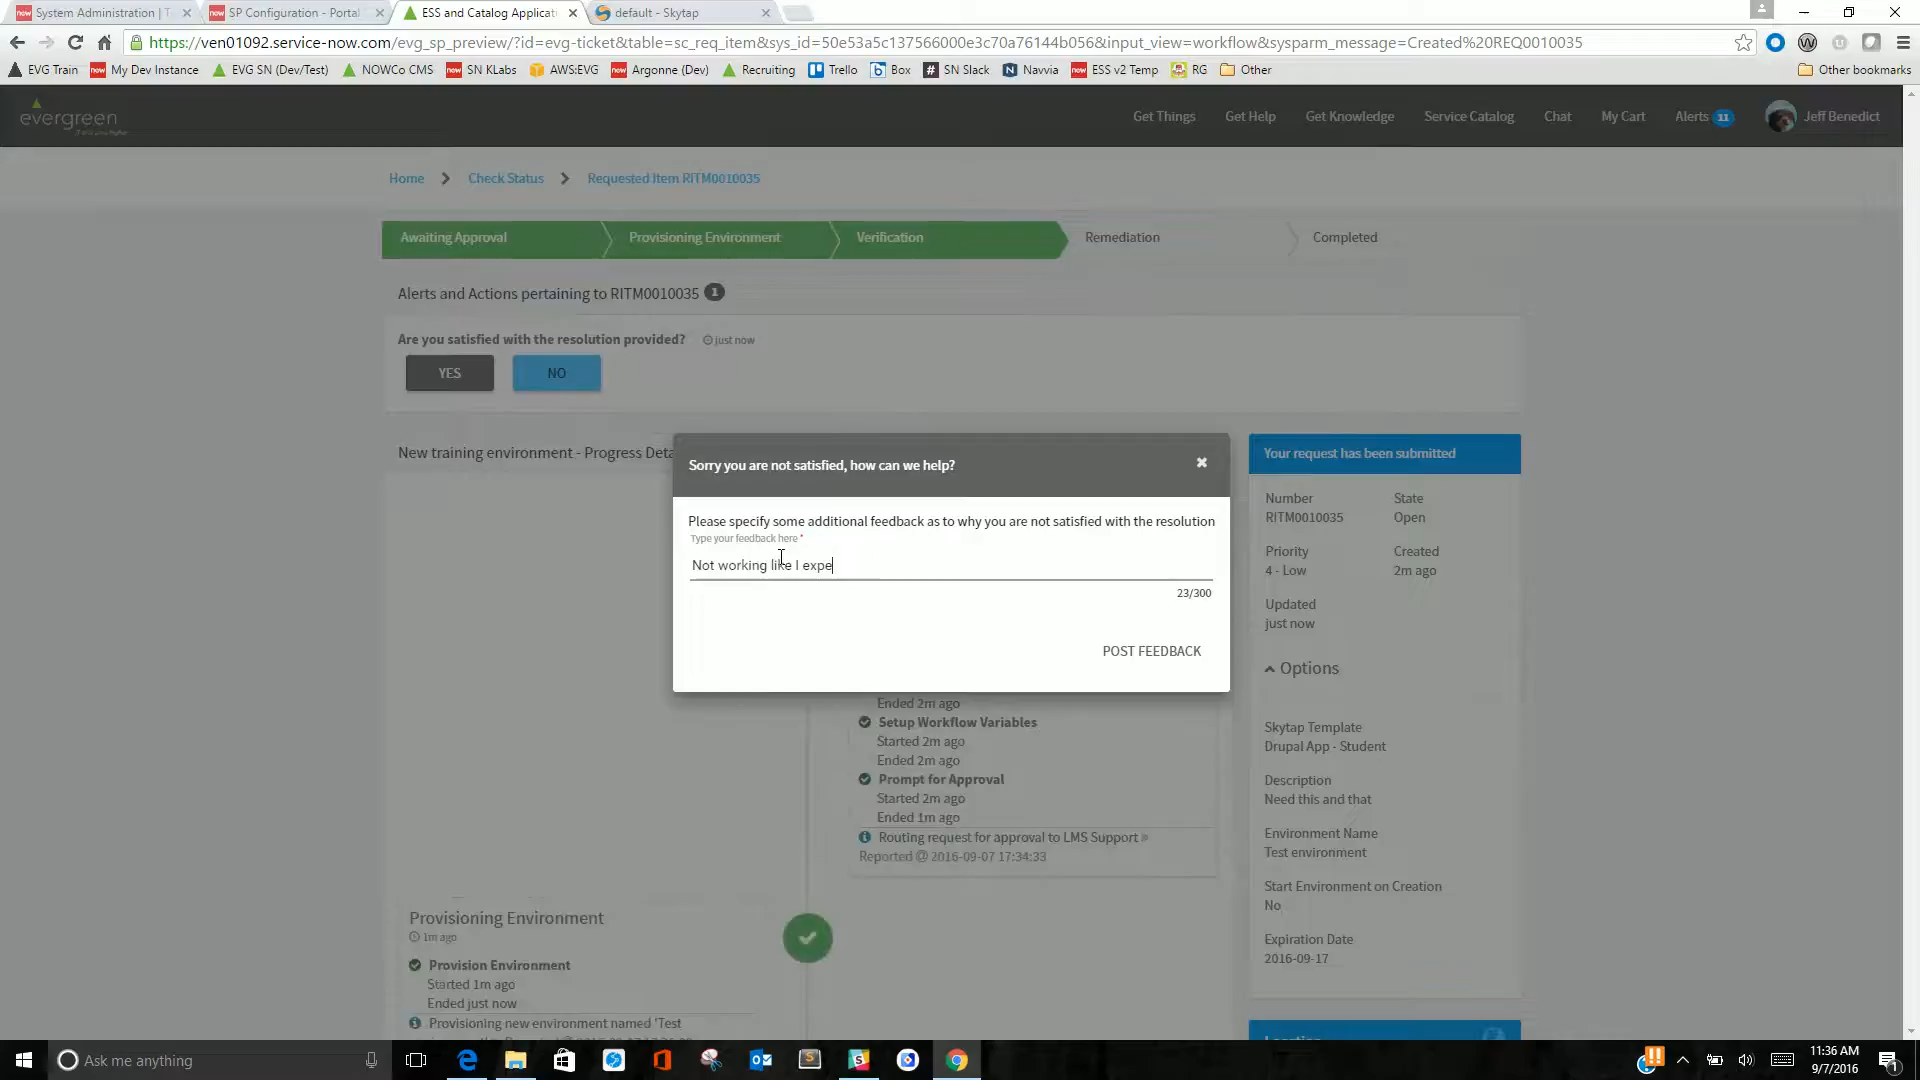 System Administration | T
SP Configuration - Portal
ESS and Catalog Applicati
default - Skytap
https://ven01092.service-now.com/evg_sp_preview/?id=evg-ticket&table=sc_req_item&sys_id=50e53a5c137566000e3c70a76144b056&input_view=workflow&sysparm_message=Created%20REQ0010035
EVG Train
My Dev Instance
EVG SN (Dev/Test)
NOWCo CMS
SN KLabs
AWS:EVG
Argonne (Dev)
Recruiting
Trello
Box
SN Slack
Navvia
ESS v2 Temp
RG
Other
Other bookmarks
evergreen
Get Things
Get Help
Get Knowledge
Service Catalog
Chat
My Cart
Alerts 11
Jeff Benedict
Home
Check Status
Requested Item RITM0010035
Awaiting Approval
Provisioning Environment
Verification
Remediation
Completed
Alerts and Actions pertaining to RITM0010035 1
Are you satisfied with the resolution provided? just now
YES
NO
New training environment - Progress Deta
Sorry you are not satisfied, how can we help?
Please specify some additional feedback as to why you are not satisfied with the resolution
Type your feedback here *
Not working like I expe
23/300
POST FEEDBACK
Ended 2m ago
Setup Workflow Variables
Started 2m ago
Ended 2m ago
Prompt for Approval
Started 2m ago
Ended 1m ago
Routing request for approval to LMS Support »
Reported @ 2016-09-07 17:34:33
Provisioning Environment
1m ago
Provision Environment
Started 1m ago
Ended just now
Provisioning new environment named 'Test
Your request has been submitted
Number
RITM0010035
State
Open
Priority
4 - Low
Created
2m ago
Updated
just now
Options
Skytap Template
Drupal App - Student
Description
Need this and that
Environment Name
Test environment
Start Environment on Creation
No
Expiration Date
2016-09-17
Ask me anything
11:36 AM
9/7/2016
1